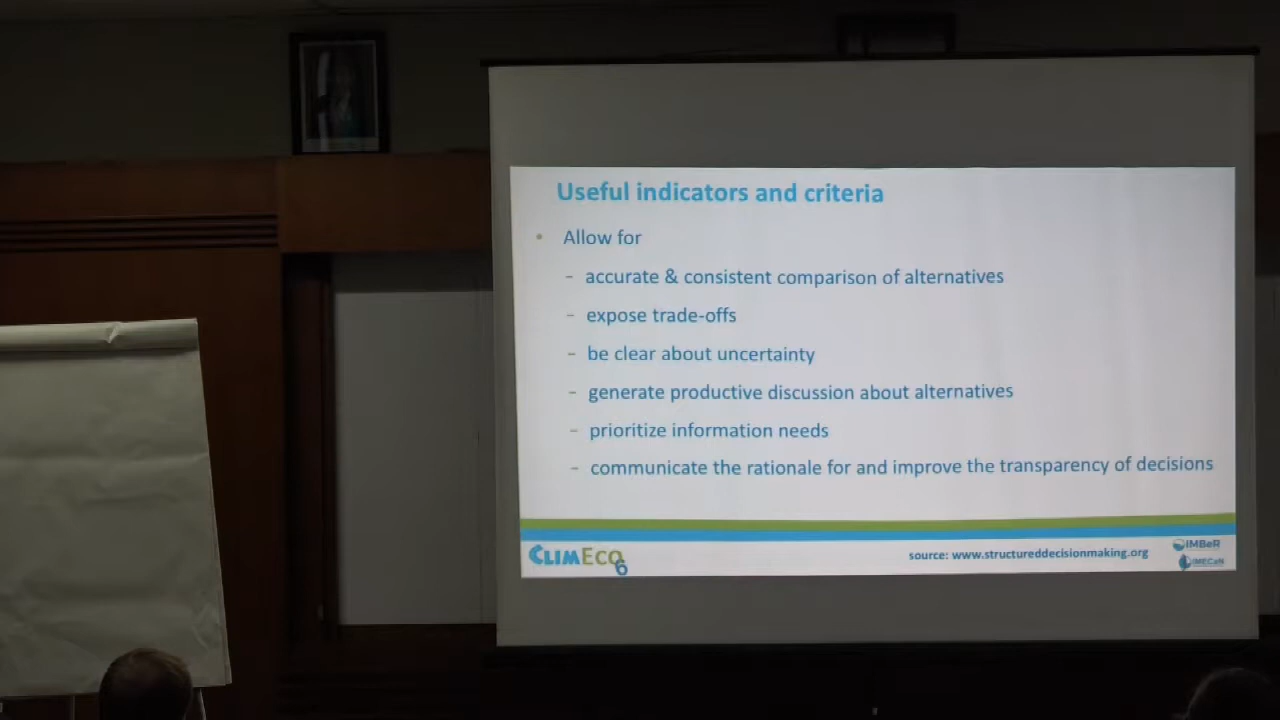 Useful indicators and criteria
• Allow for
– accurate & consistent comparison of alternatives
– expose trade-offs
– be clear about uncertainty
– generate productive discussion about alternatives
– prioritize information needs
– communicate the rationale for and improve the transparency of decisions
CLIMECO6
source: www.structureddecisionmaking.org
IMBeR
IMECaN